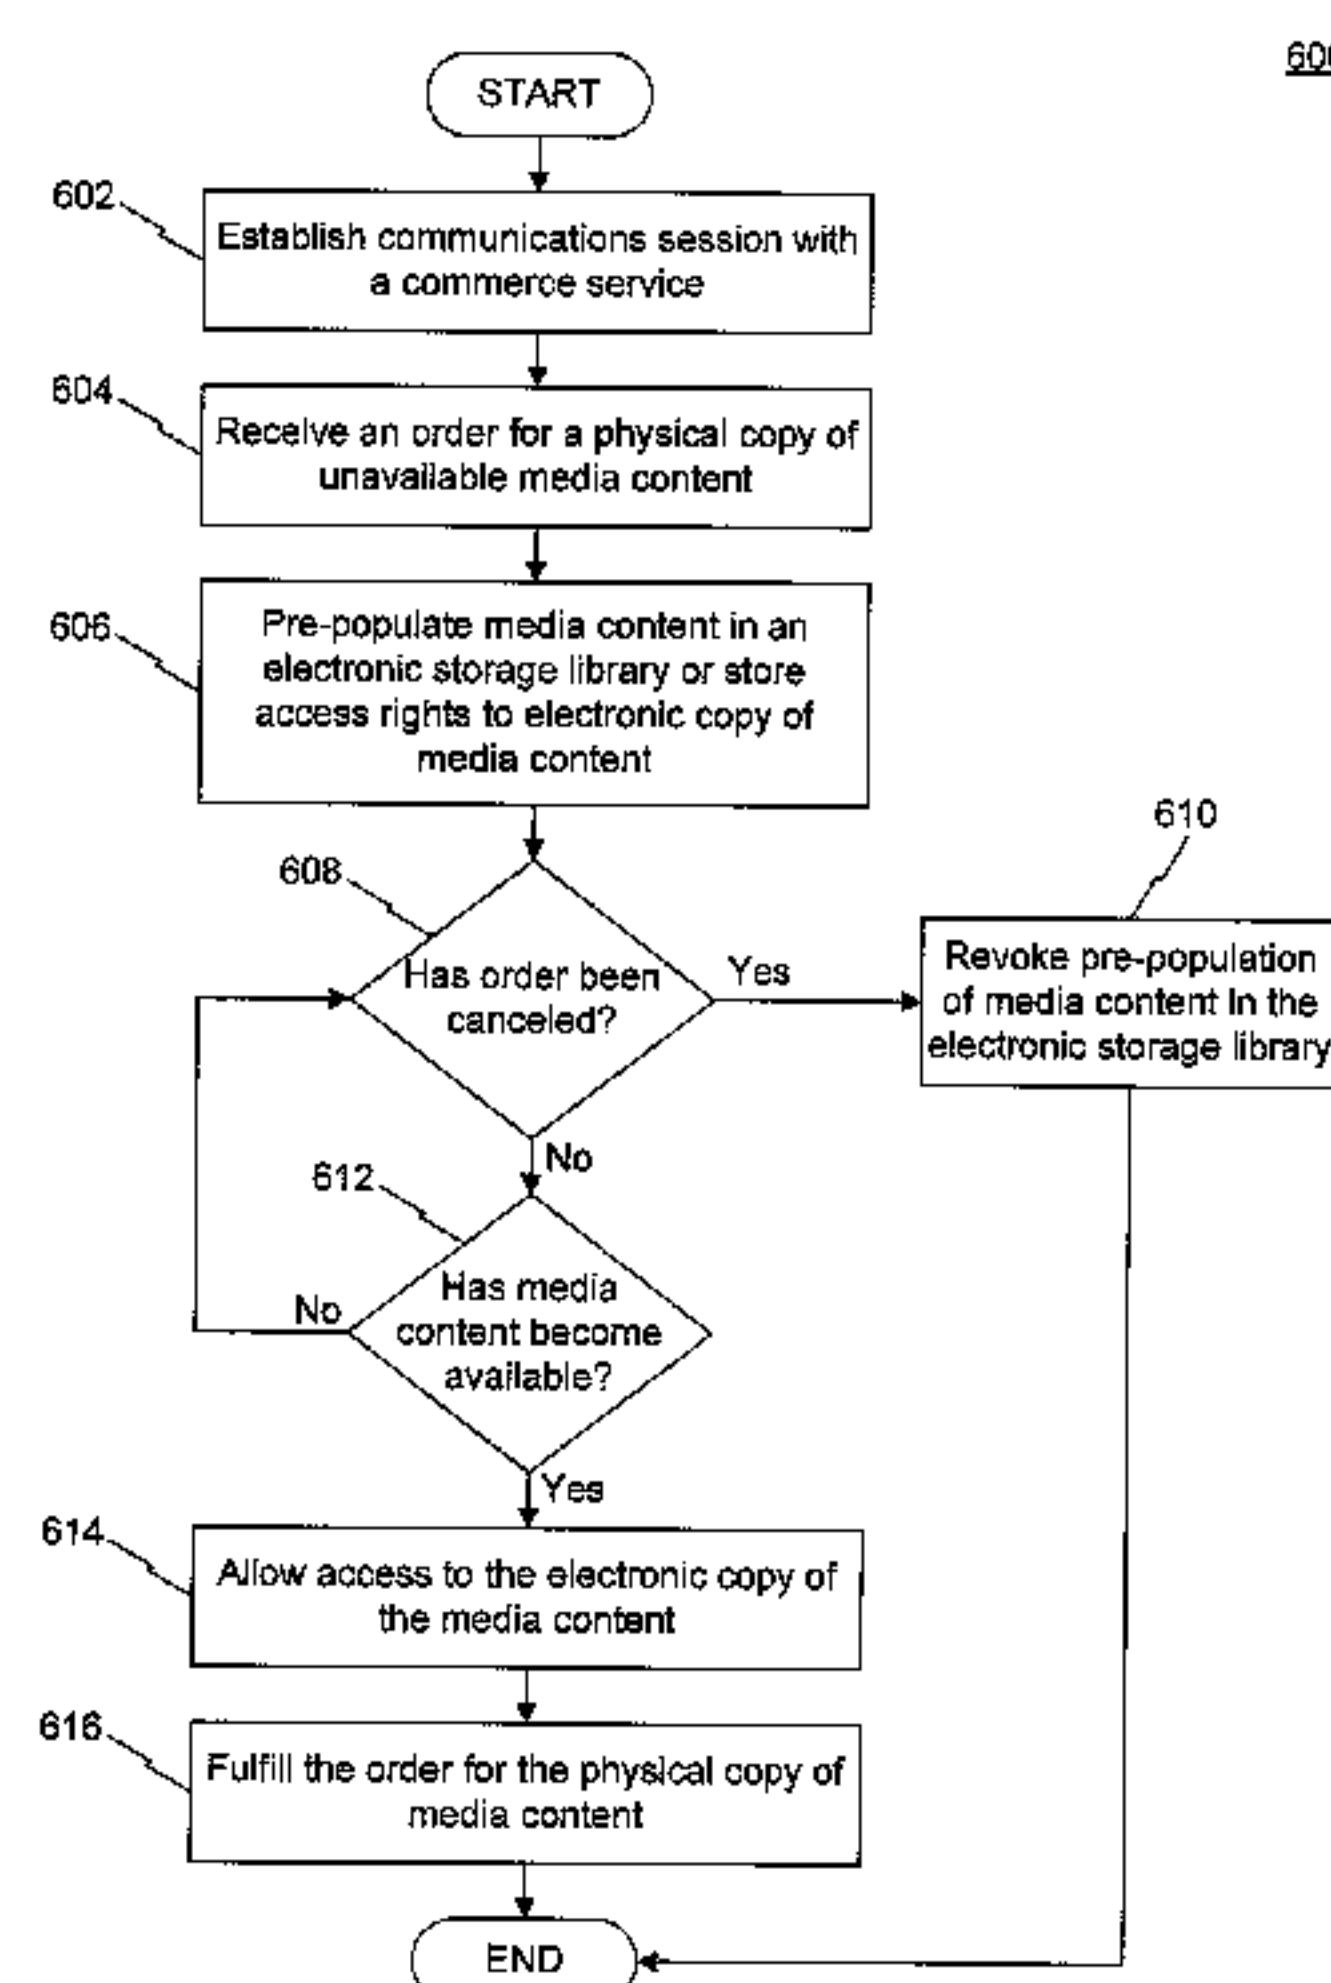 600
START
602
Establish communications session with
a commerce service
604
Receive an order for a physical copy of
unavailable media content
606
Pre-populate media content in an
electronic storage library or store
access rights to electronic copy of
media content
608
Has order been
canceled?
Yes
610
Revoke pre-population
of media content in the
electronic storage library
No
612
Has media
content become
available?
No
Yes
614
Allow access to the electronic copy of
the media content
616
Fulfill the order for the physical copy of
media content
END